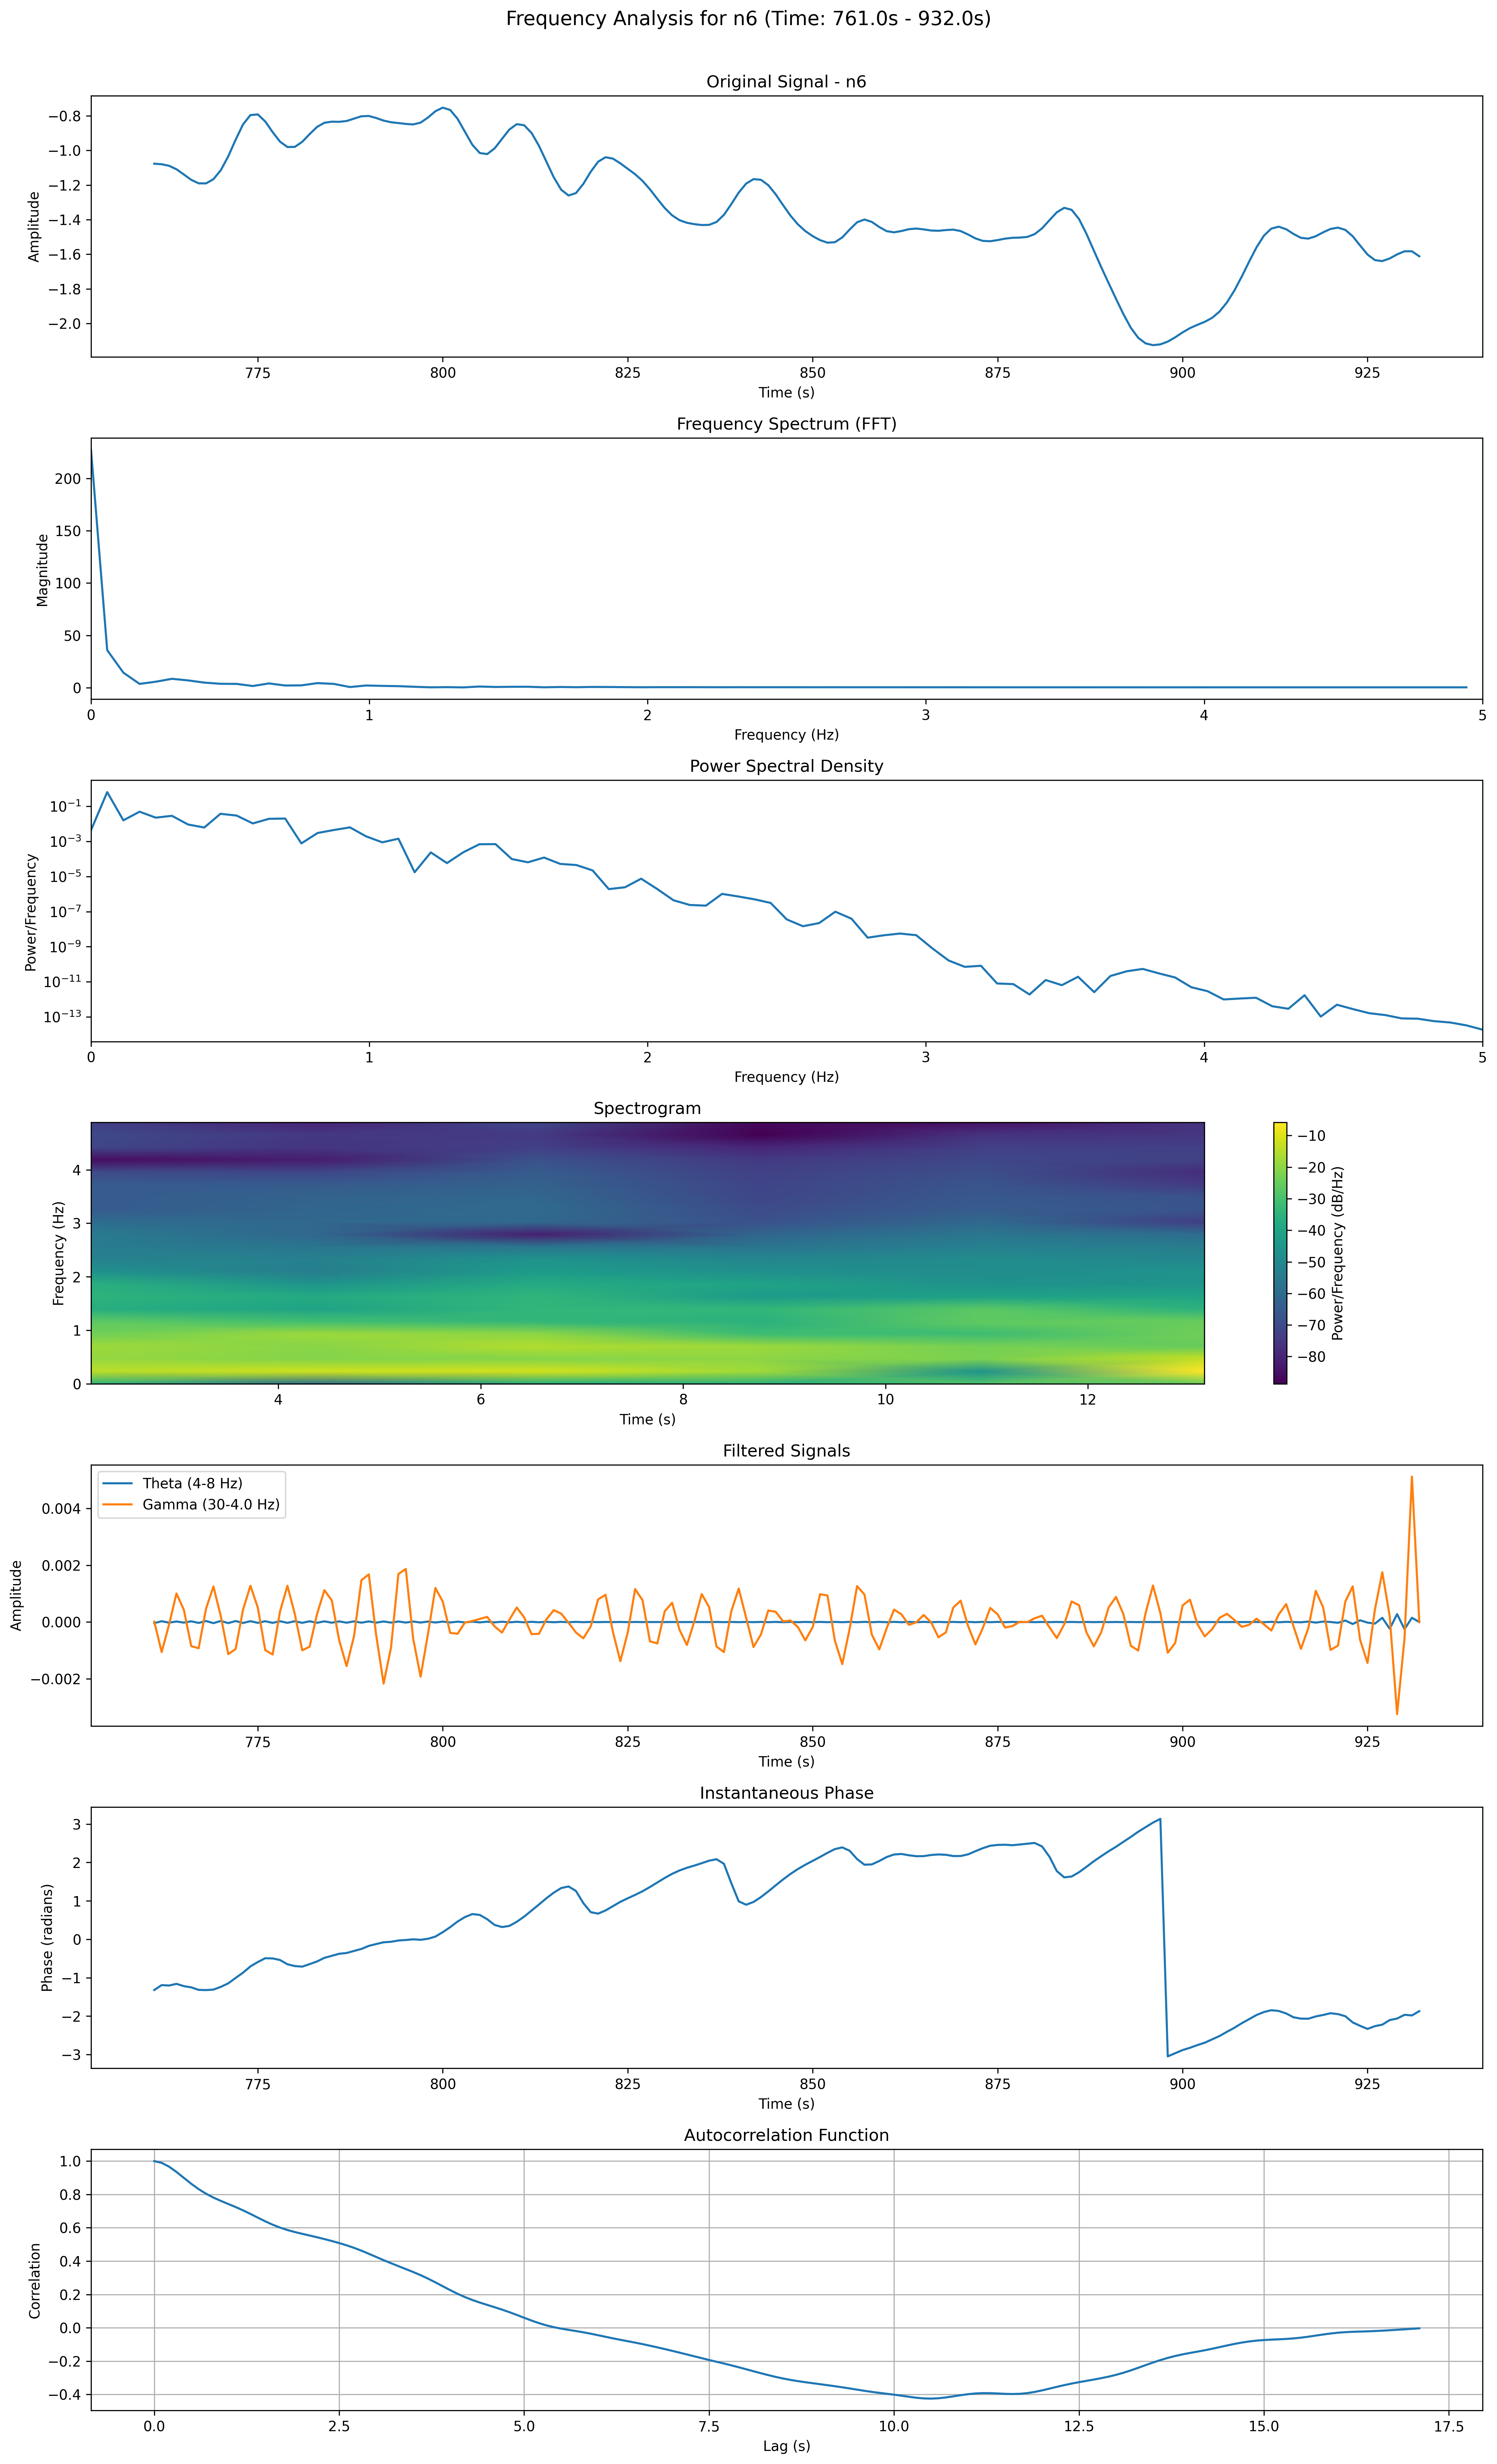 Frequency Analysis for n6 (Time: 761.0s - 932.0s)
Original Signal - n6
−0.8
−1.0
−1.2
−1.4
−1.6
−1.8
−2.0
Amplitude
775 800 825 850 875 900 925
Time (s)
Frequency Spectrum (FFT)
200
150
100
50
0
Magnitude
0 1 2 3 4 5
Frequency (Hz)
Power Spectral Density
10−1
10−3
10−5
10−7
10−9
10−11
10−13
Power/Frequency
0 1 2 3 4 5
Frequency (Hz)
Spectrogram
4
3
2
1
0
Frequency (Hz)
4 6 8 10 12
Time (s)
−10
−20
−30
−40
−50
−60
−70
−80
Power/Frequency (dB/Hz)
Filtered Signals
Theta (4-8 Hz)
Gamma (30-4.0 Hz)
0.004
0.002
0.000
−0.002
Amplitude
775 800 825 850 875 900 925
Time (s)
Instantaneous Phase
3
2
1
0
−1
−2
−3
Phase (radians)
775 800 825 850 875 900 925
Time (s)
Autocorrelation Function
1.0
0.8
0.6
0.4
0.2
0.0
−0.2
−0.4
Correlation
0.0 2.5 5.0 7.5 10.0 12.5 15.0 17.5
Lag (s)